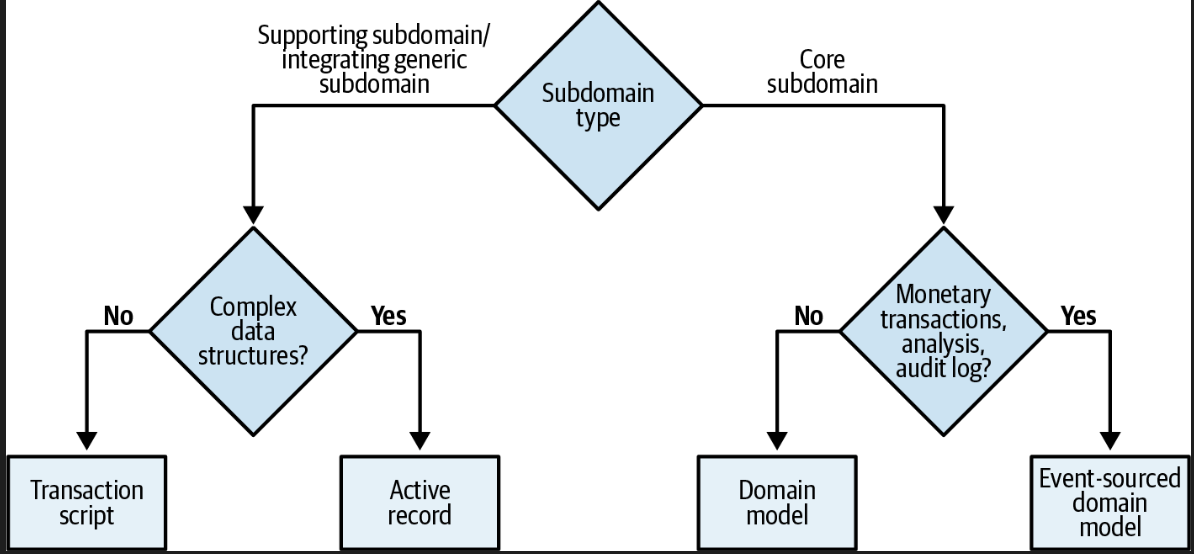 Supporting subdomain/
integrating generic
subdomain
Subdomain
type
Core
subdomain
No
Complex
data
structures?
Yes
No
Monetary
transactions,
analysis,
audit log?
Yes
Transaction
script
Active
record
Domain
model
Event-sourced
domain
model